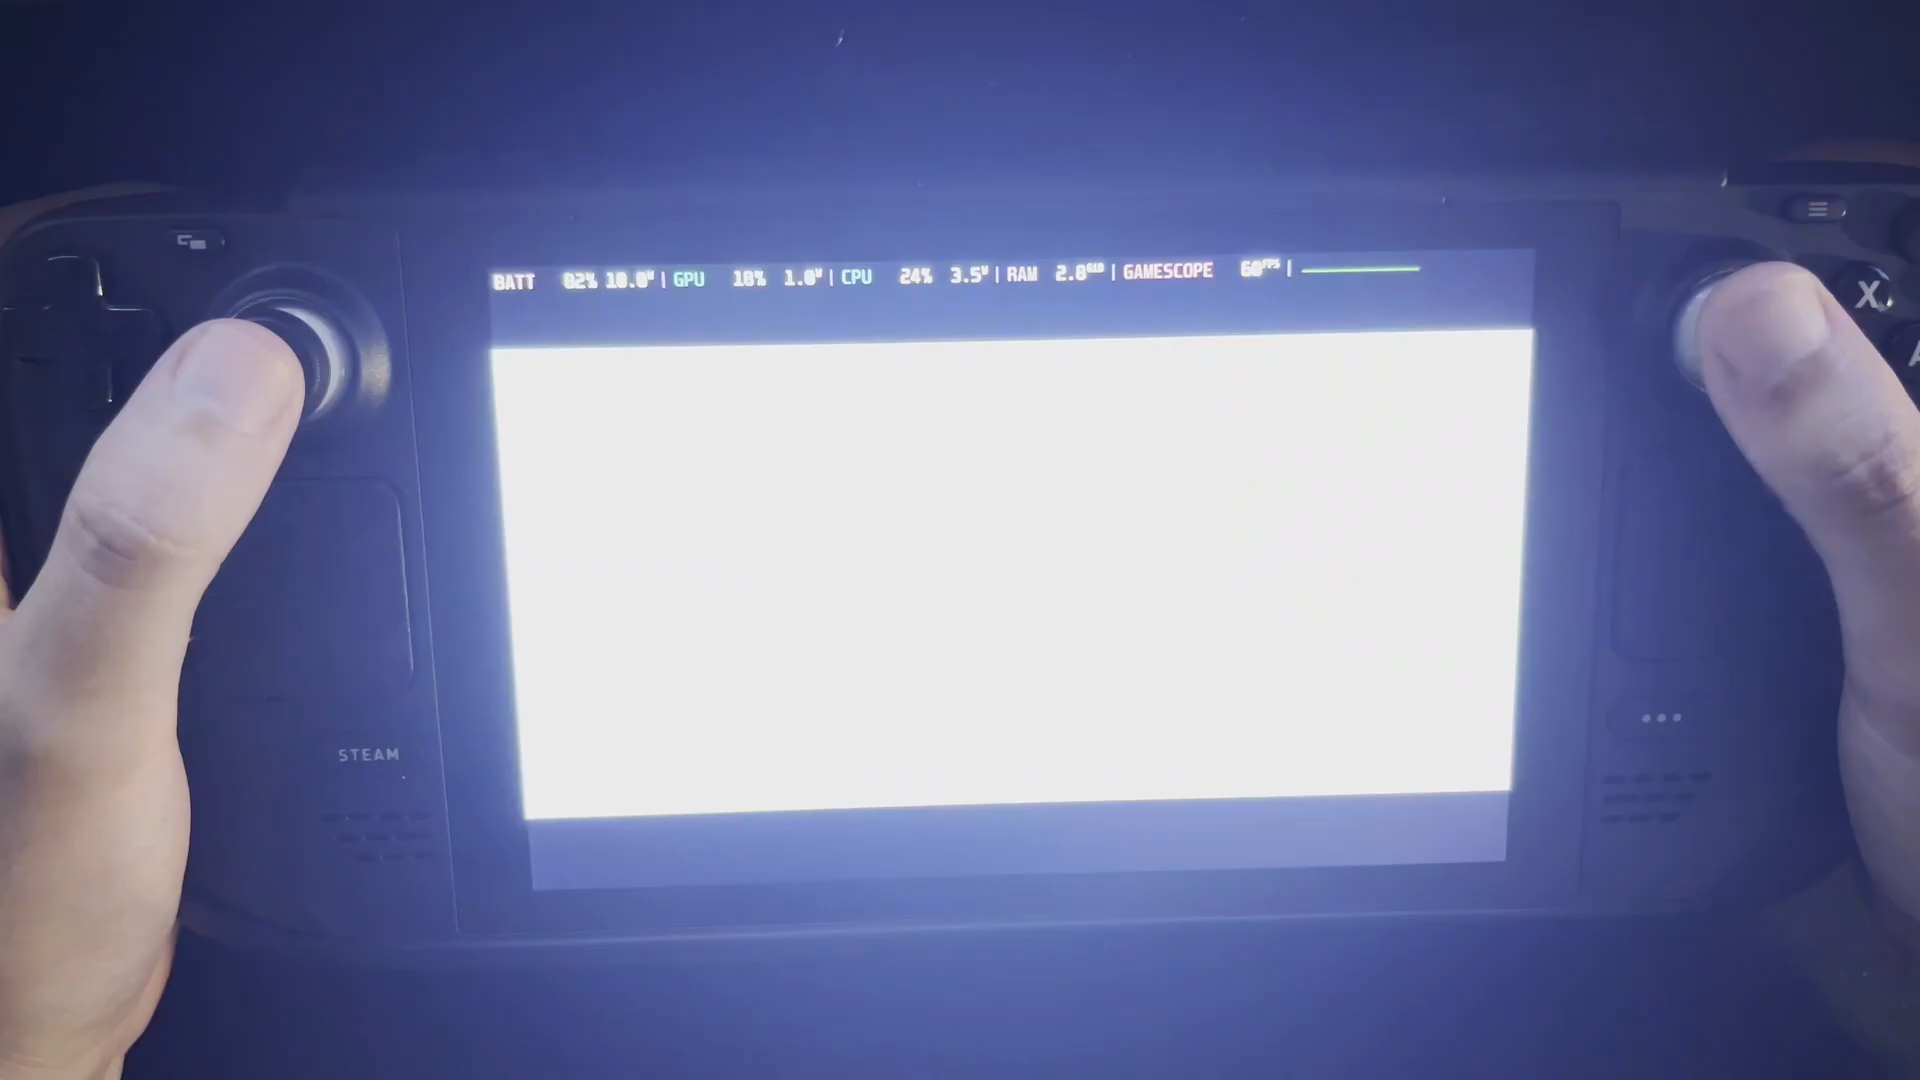 BATT 82% 10.0W | GPU 18% 1.0W | CPU 24% 3.5W | RAM 2.8GiB | GAMESCOPE 60FPS |
X
A
STEAM